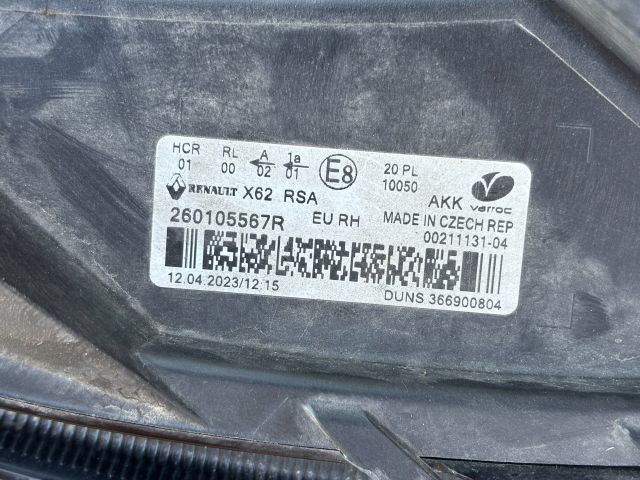 HCR RL A 1a E8 20 PL
01 00 02 01 10050
RENAULT X62 RSA AKK varroc
260105567R EU RH MADE IN CZECH REP
00211131-04
12.04.2023/12:15 DUNS 366900804